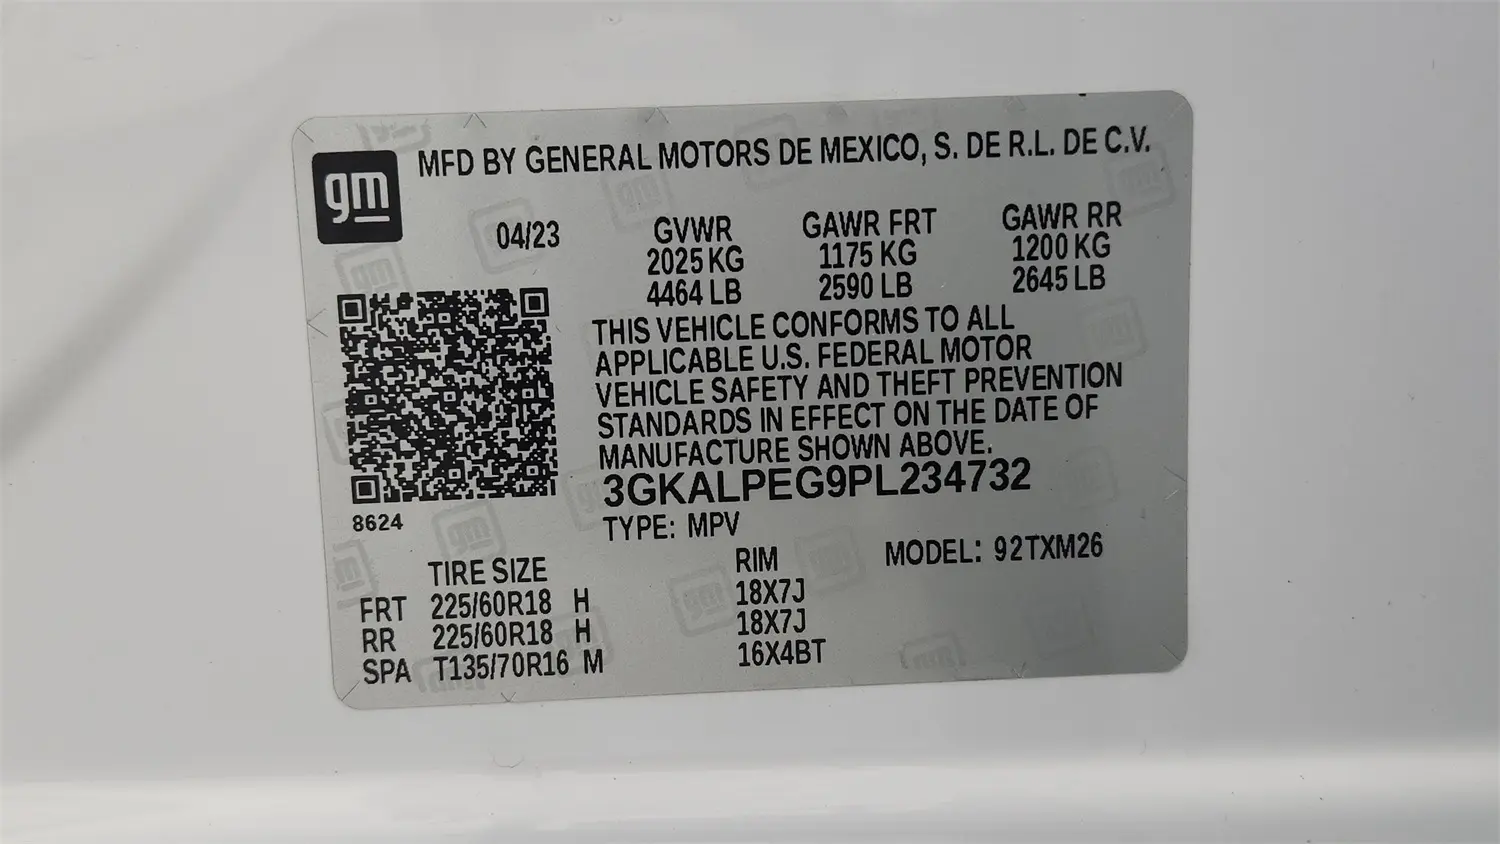 gm
MFD BY GENERAL MOTORS DE MEXICO, S. DE R.L. DE C.V.
04/23 GVWR GAWR FRT GAWR RR
2025 KG 1175 KG 1200 KG
4464 LB 2590 LB 2645 LB
THIS VEHICLE CONFORMS TO ALL
APPLICABLE U.S. FEDERAL MOTOR
VEHICLE SAFETY AND THEFT PREVENTION
STANDARDS IN EFFECT ON THE DATE OF
MANUFACTURE SHOWN ABOVE.
3GKALPEG9PL234732
8624
TYPE: MPV
MODEL: 92TXM26
TIRE SIZE RIM
FRT 225/60R18 H 18X7J
RR 225/60R18 H 18X7J
SPA T135/70R16 M 16X4BT